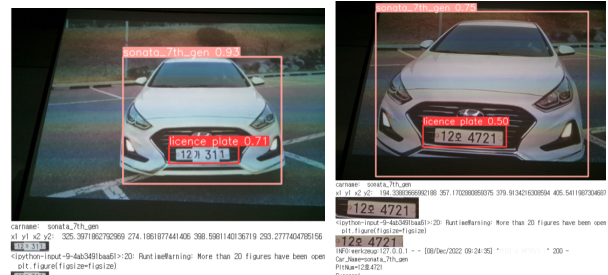 sonata_7th_gen 0.93
licence plate 0.71
carname: sonata_7th_gen
x1 y1 x2 y2: 325.3971862792969 274.1861877441406 398.5981140136719 293.2777404785156
<ipython-input-9-4ab3491baa51>:20: RuntimeWarning: More than 20 figures have been open
plt.figure(figsize=figsize)
sonata_7th_gen 0.75
licence plate 0.50
12오 4721
carname: sonata_7th_gen
x1 y1 x2 y2: 194.33983666992188 357.1702880859375 379.9134216308594 405.5411987304687
12오 4721
<ipython-input-9-4ab3491baa51>:20: RuntimeWarning: More than 20 figures have been open
plt.figure(figsize=figsize)
12오 4721
INFO:werkzeug:127.0.0.1 - - [08/Dec/2022 09:24:35] " " 200 -
Car_Name=sonata_7th_gen
PltNum=12오4721